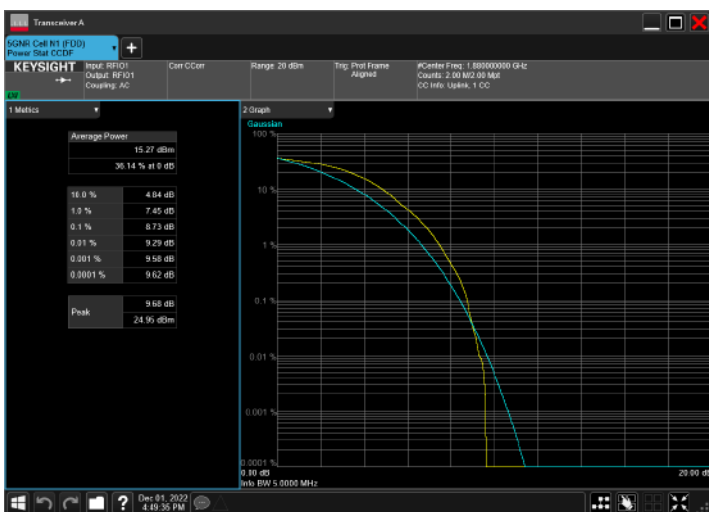 Transceiver A
5GNR Cell N1 (FDD)
Power Stat CCDF
KEYSIGHT
Input: RFIO1
Output: RFIO1
Coupling: AC
Corr CCorr
Range: 20 dBm
Trig: Prot Frame
Aligned
#Center Freq: 1.880000000 GHz
Counts: 2.00 M/2.00 Mpt
CC Info: Uplink, 1 CC
1 Metrics
Average Power
15.27 dBm
36.14 % at 0 dB
10.0 % 4.84 dB
1.0 % 7.45 dB
0.1 % 8.73 dB
0.01 % 9.29 dB
0.001 % 9.58 dB
0.0001 % 9.62 dB
Peak
9.68 dB
24.95 dBm
2 Graph
Gaussian
100 %
10 %
1 %
0.1 %
0.01 %
0.001 %
0.0001 %
0.00 dB
20.00 dB
Info BW 5.0000 MHz
Dec 01, 2022
4:49:35 PM